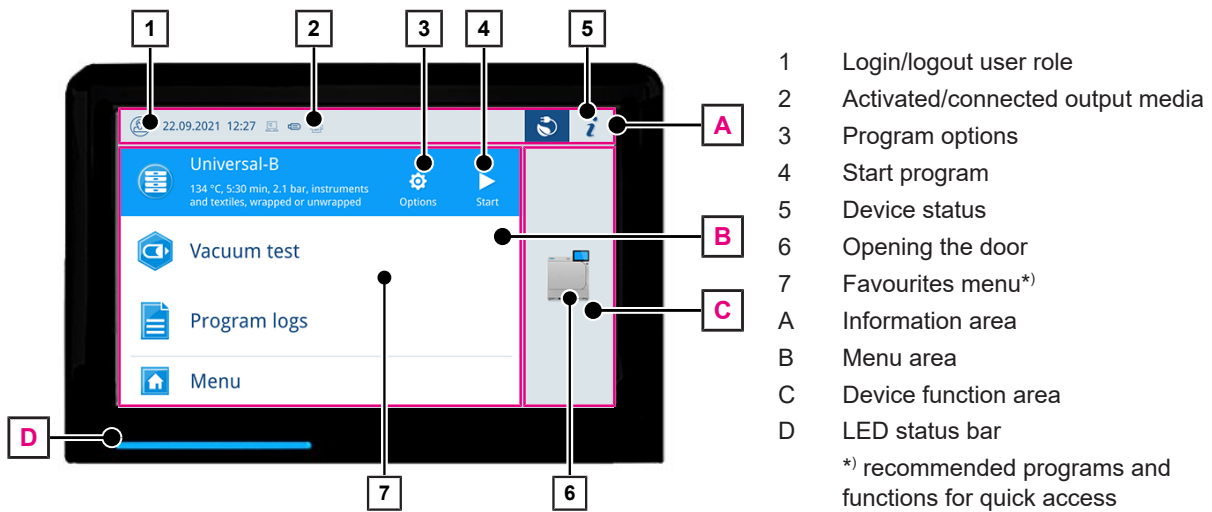 1
2
3
4
5
A
B
C
D
7
6
22.09.2021 12:27
i
Universal-B
134 °C, 5:30 min, 2.1 bar, instruments
and textiles, wrapped or unwrapped
Options
Start
Vacuum test
Program logs
Menu
1 Login/logout user role
2 Activated/connected output media
3 Program options
4 Start program
5 Device status
6 Opening the door
7 Favourites menu*)
A Information area
B Menu area
C Device function area
D LED status bar
*) recommended programs and
functions for quick access